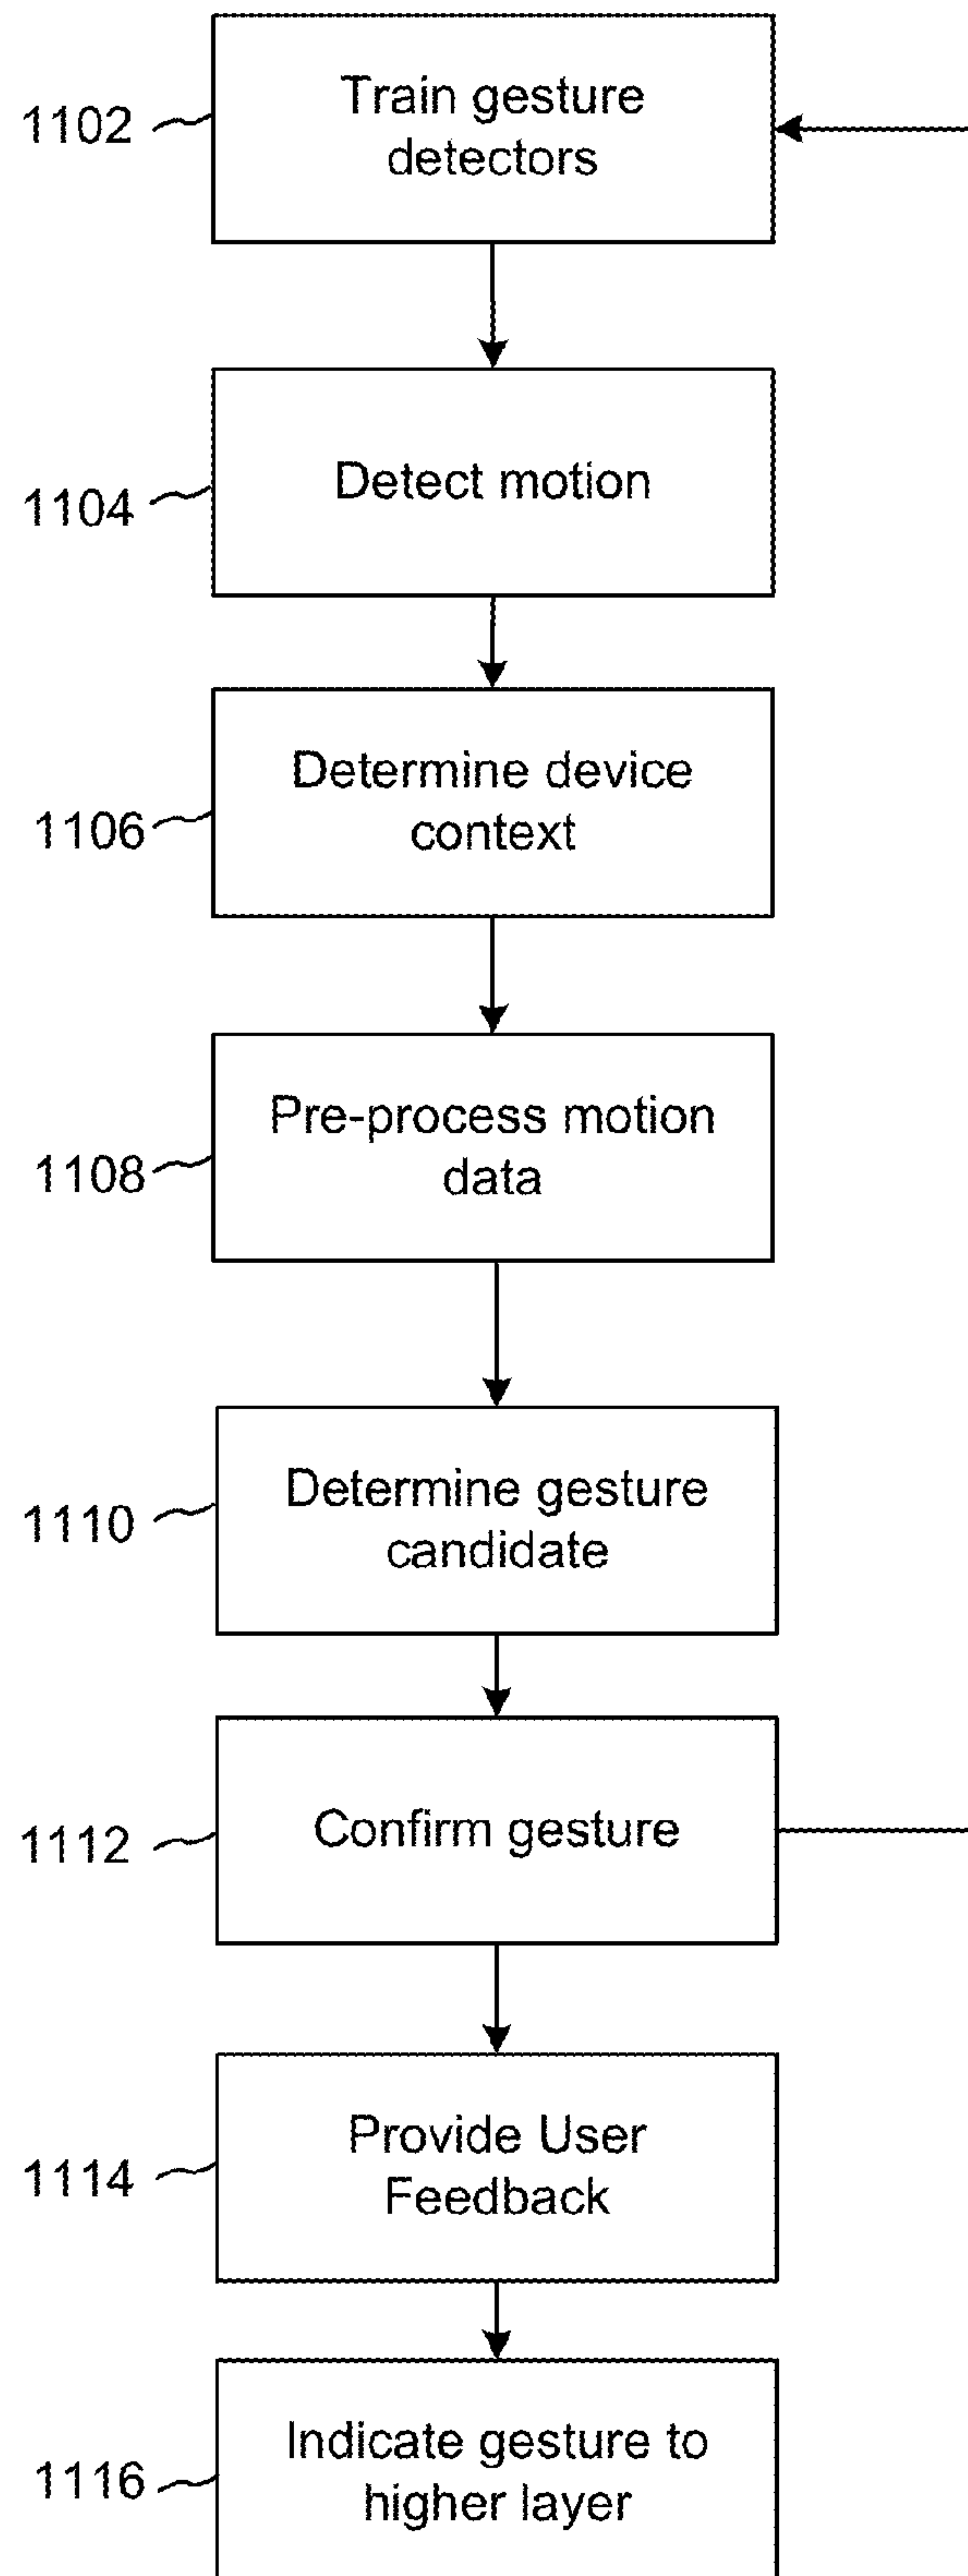 1102
Train gesture
detectors
1104
Detect motion
1106
Determine device
context
1108
Pre-process motion
data
1110
Determine gesture
candidate
1112
Confirm gesture
1114
Provide User
Feedback
1116
Indicate gesture to
higher layer